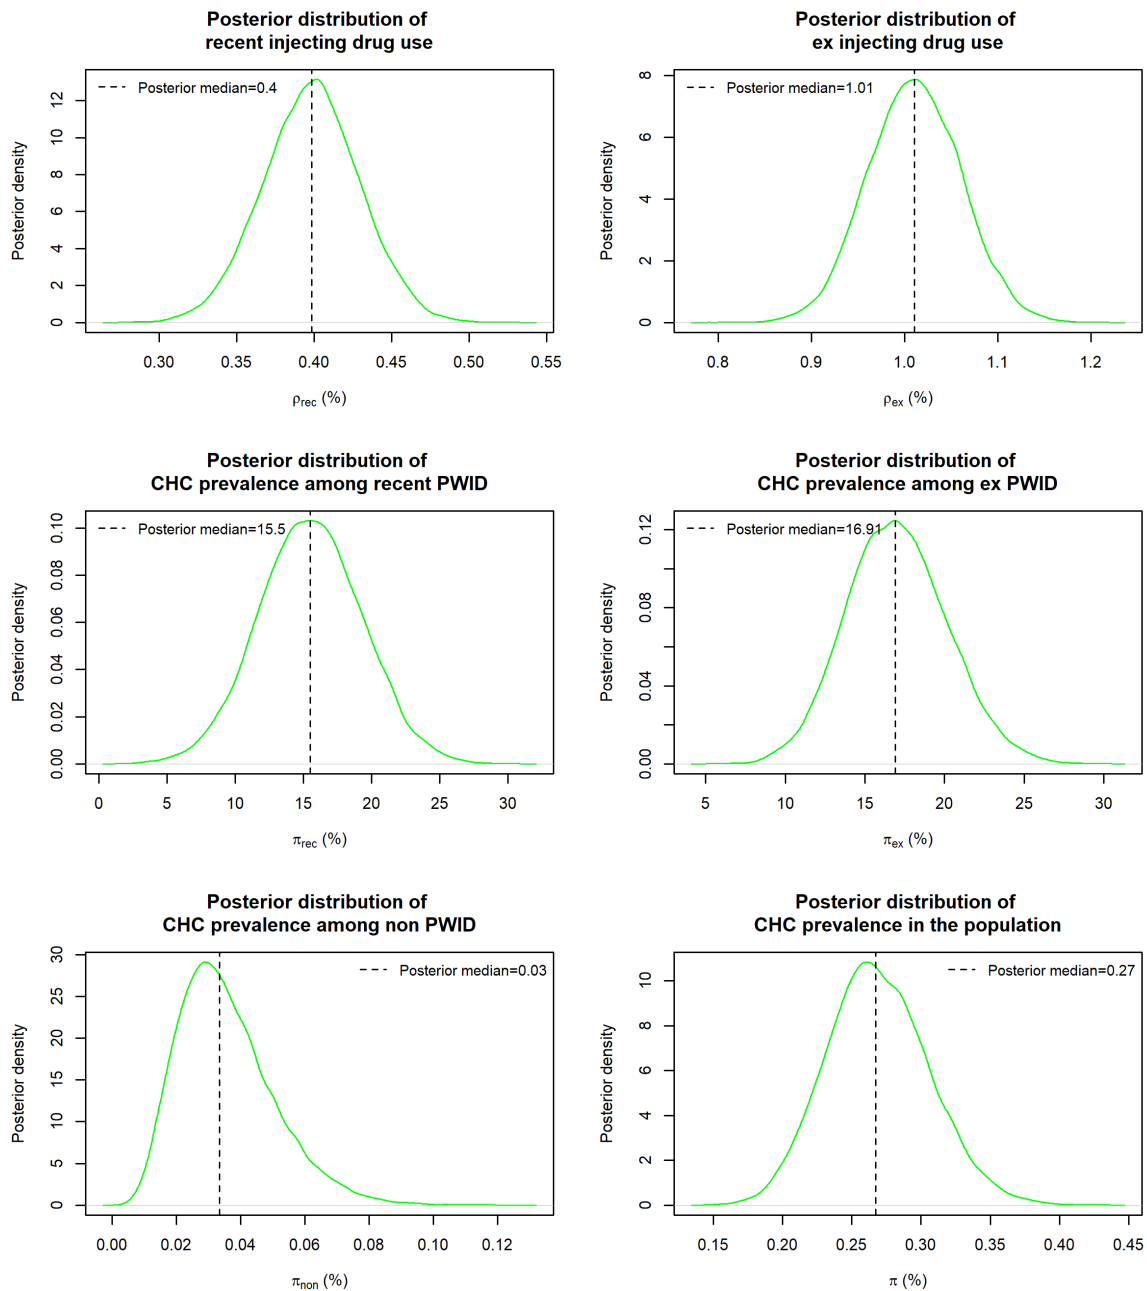 Posterior distribution of
recent injecting drug use
Posterior density
0 2 4 6 8 10 12
Posterior median=0.4
0.30 0.35 0.40 0.45 0.50 0.55
ρrec (%)
Posterior distribution of
ex injecting drug use
Posterior density
0 2 4 6 8
Posterior median=1.01
0.8 0.9 1.0 1.1 1.2
ρex (%)
Posterior distribution of
CHC prevalence among recent PWID
Posterior density
0.00 0.02 0.04 0.06 0.08 0.10
Posterior median=15.5
0 5 10 15 20 25 30
πrec (%)
Posterior distribution of
CHC prevalence among ex PWID
Posterior density
0.00 0.04 0.08 0.12
Posterior median=16.91
5 10 15 20 25 30
πex (%)
Posterior distribution of
CHC prevalence among non PWID
Posterior density
0 5 10 15 20 25 30
Posterior median=0.03
0.00 0.02 0.04 0.06 0.08 0.10 0.12
πnon (%)
Posterior distribution of
CHC prevalence in the population
Posterior density
0 2 4 6 8 10
Posterior median=0.27
0.15 0.20 0.25 0.30 0.35 0.40 0.45
π (%)